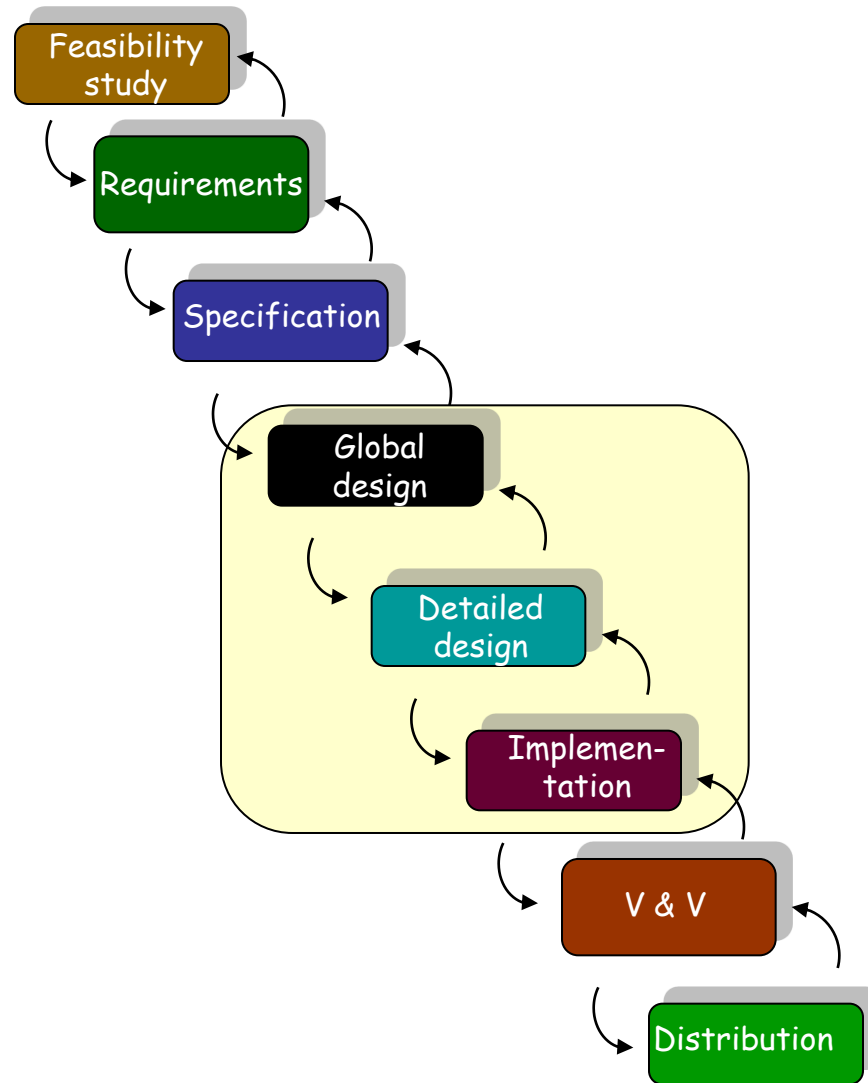 Feasibility
study
Requirements
Specification
Global
design
Detailed
design
Implemen-
tation
V & V
Distribution